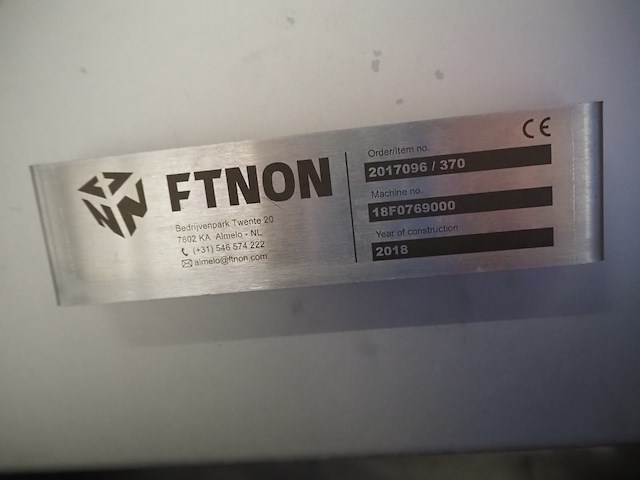 FTNON
Bedrijvenpark Twente 20
7602 KA Almelo - NL
(+31) 546 574 222
almelo@ftnon.com
CE
Order/Item no.
2017096 / 370
Machine no.
18F0769000
Year of construction
2018